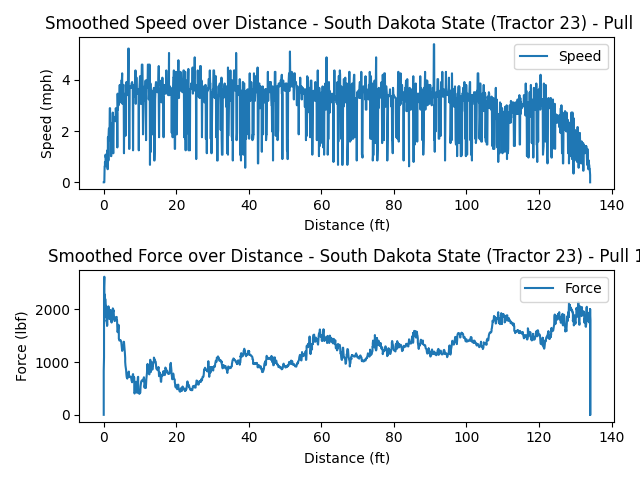 Smoothed Speed over Distance - South Dakota State (Tractor 23) - Pull
Speed (mph)
4
2
0
Speed
0 20 40 60 80 100 120 140
Distance (ft)
Smoothed Force over Distance - South Dakota State (Tractor 23) - Pull 1
Force (lbf)
2000
1000
0
Force
0 20 40 60 80 100 120 140
Distance (ft)